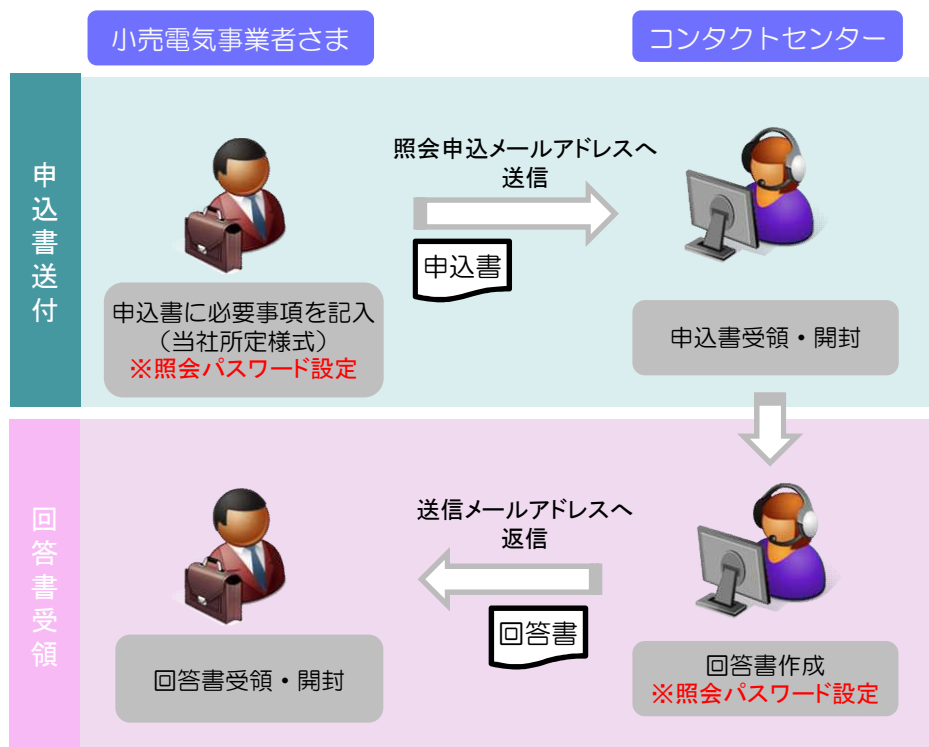 小売電気事業者さま
コンタクトセンター
申込書送付
照会申込メールアドレスへ
送信
申込書
申込書に必要事項を記入
（当社所定様式）
※照会パスワード設定
申込書受領・開封
回答書受領
送信メールアドレスへ
返信
回答書
回答書受領・開封
回答書作成
※照会パスワード設定